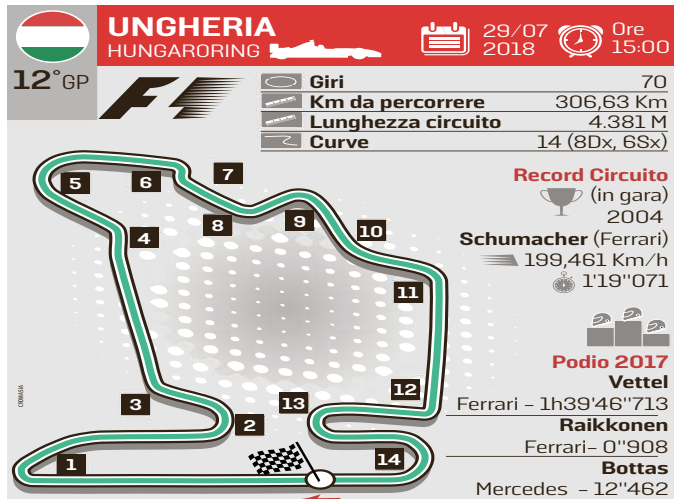 UNGHERIA
HUNGARORING
29/07
2018
Ore
15:00
12°GP
F1
Giri 70
Km da percorrere 306,63 Km
Lunghezza circuito 4.381 M
Curve 14 (8Dx, 6Sx)
Record Circuito
(in gara)
2004
Schumacher (Ferrari)
199,461 Km/h
1'19"071
Podio 2017
Vettel
Ferrari - 1h39'46"713
Raikkonen
Ferrari- 0"908
Bottas
Mercedes - 12"462
5
6
7
8
9
10
4
11
3
2
13
12
1
14
CROMASIA